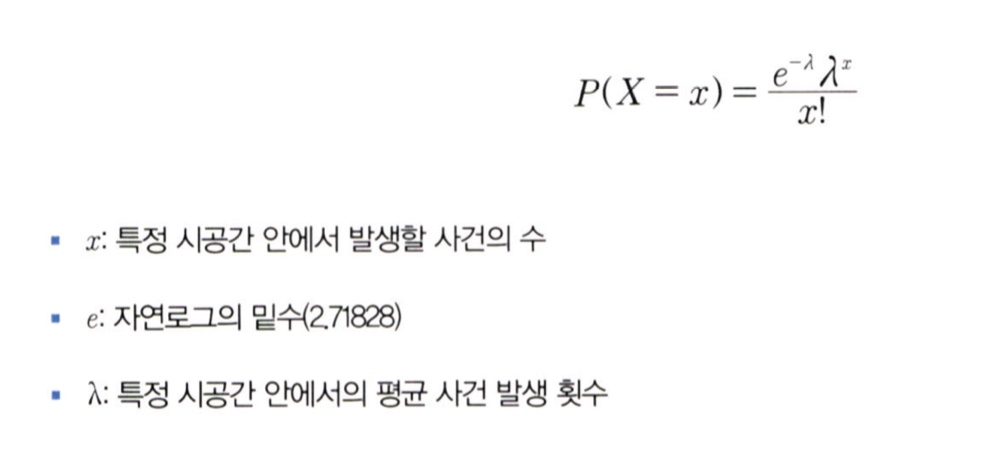 P(X = x) = \frac{e^{-λ} λ^x}{x!}
▪ x: 특정 시공간 안에서 발생할 사건의 수
▪ e: 자연로그의 밑수(2.71828)
▪ λ: 특정 시공간 안에서의 평균 사건 발생 횟수